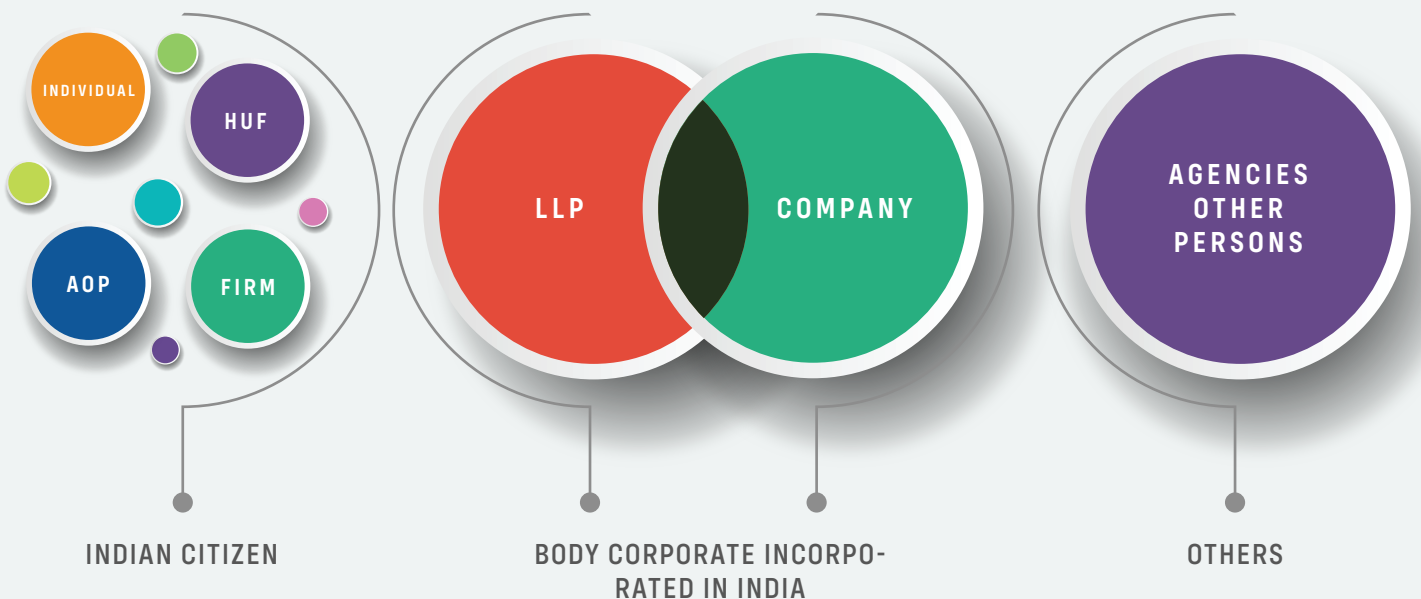 INDIVIDUAL
HUF
AOP
FIRM
LLP
COMPANY
AGENCIES
OTHER
PERSONS
INDIAN CITIZEN
BODY CORPORATE INCORPO-
RATED IN INDIA
OTHERS